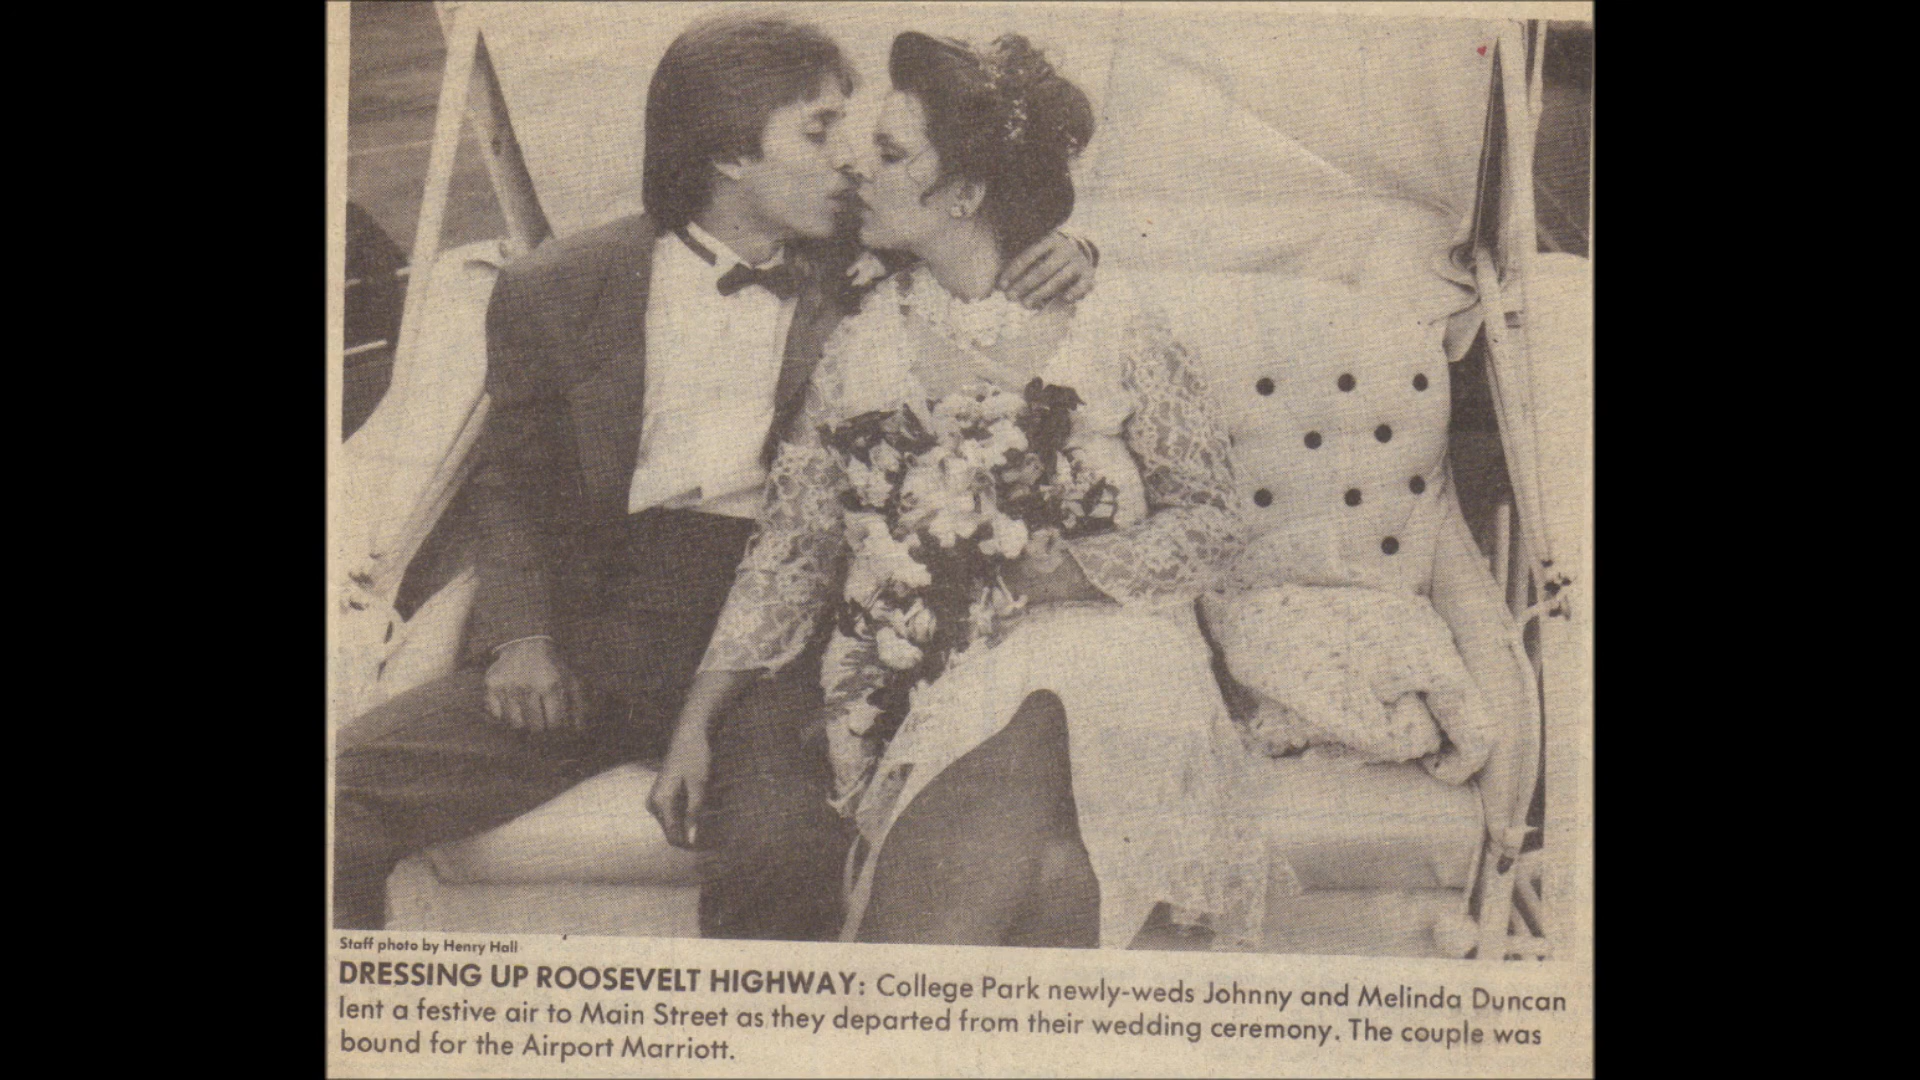 Staff photo by Henry Hall
DRESSING UP ROOSEVELT HIGHWAY: College Park newly-weds Johnny and Melinda Duncan
lent a festive air to Main Street as they departed from their wedding ceremony. The couple was
bound for the Airport Marriott.